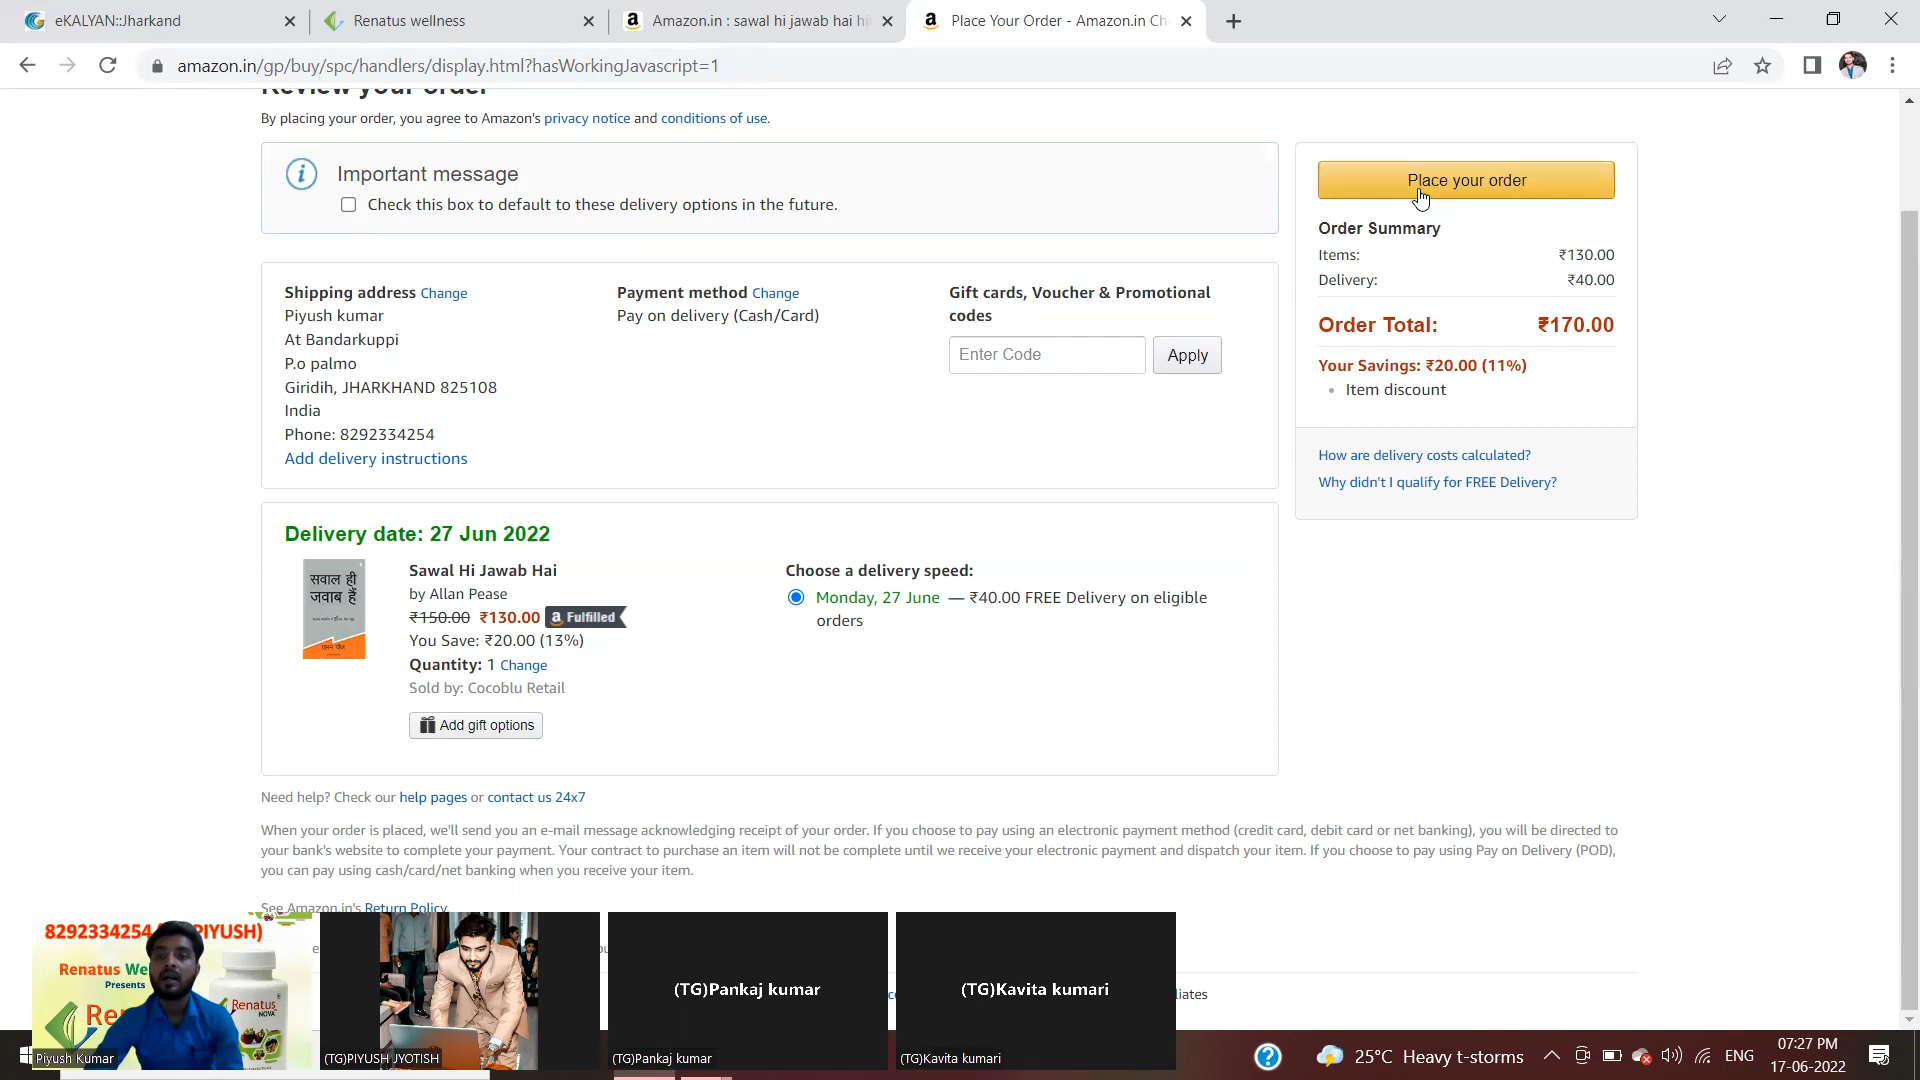 eKALYAN::Jharkand
Renatus wellness
Amazon.in : sawal hi jawab hai hi
Place Your Order - Amazon.in Ch
amazon.in/gp/buy/spc/handlers/display.html?hasWorkingJavascript=1
Review your order
By placing your order, you agree to Amazon's privacy notice and conditions of use.
Important message
Check this box to default to these delivery options in the future.
Shipping address Change
Piyush kumar
At Bandarkuppi
P.o palmo
Giridih, JHARKHAND 825108
India
Phone: 8292334254
Add delivery instructions
Payment method Change
Pay on delivery (Cash/Card)
Gift cards, Voucher & Promotional
codes
Enter Code
Apply
Place your order
Order Summary
Items: ₹130.00
Delivery: ₹40.00
Order Total: ₹170.00
Your Savings: ₹20.00 (11%)
Item discount
How are delivery costs calculated?
Why didn't I qualify for FREE Delivery?
Delivery date: 27 Jun 2022
सवाल ही
जवाब हैं
Sawal Hi Jawab Hai
by Allan Pease
₹150.00 ₹130.00 a Fulfilled
You Save: ₹20.00 (13%)
Quantity: 1 Change
Sold by: Cocoblu Retail
Add gift options
Choose a delivery speed:
Monday, 27 June — ₹40.00 FREE Delivery on eligible
orders
Need help? Check our help pages or contact us 24x7
When your order is placed, we'll send you an e-mail message acknowledging receipt of your order. If you choose to pay using an electronic payment method (credit card, debit card or net banking), you will be directed to
your bank's website to complete your payment. Your contract to purchase an item will not be complete until we receive your electronic payment and dispatch your item. If you choose to pay using Pay on Delivery (POD),
you can pay using cash/card/net banking when you receive your item.
See Amazon.in's Return Policy.
8292334254
PIYUSH)
Renatus We
Presents
Re
Renatus
NOVA
Piyush Kumar
(TG)PIYUSH JYOTISH
(TG)Pankaj kumar
(TG)Pankaj kumar
(TG)Kavita kumari
(TG)Kavita kumari
liates
25°C Heavy t-storms
ENG
07:27 PM
17-06-2022